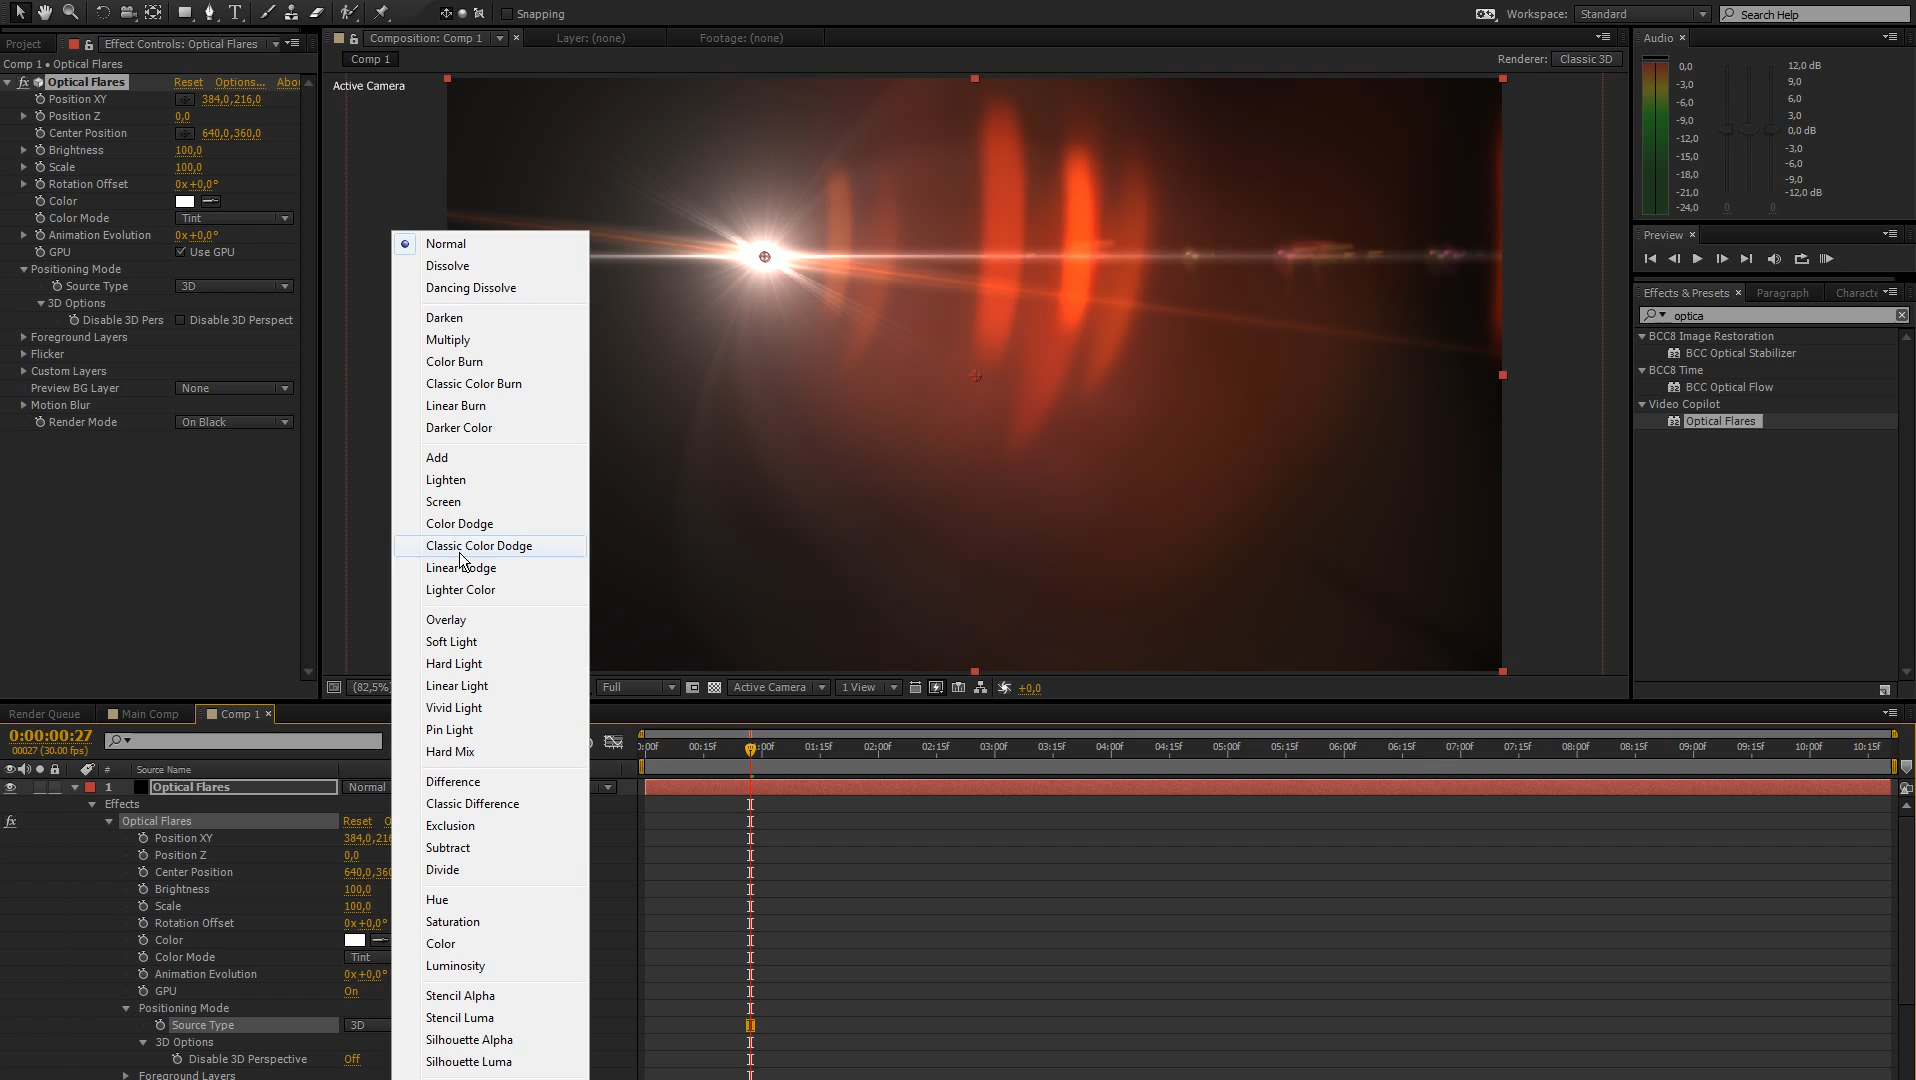 Snapping
Workspace: Standard
Search Help
Project
Effect Controls: Optical Flares
Comp 1 • Optical Flares
fx Optical Flares Reset Options... Abou
Position XY 384,0,216,0
Position Z 0,0
Center Position 640,0,360,0
Brightness 100,0
Scale 100,0
Rotation Offset 0x+0,0°
Color
Color Mode Tint
Animation Evolution 0x+0,0°
GPU Use GPU
Positioning Mode
Source Type 3D
3D Options
Disable 3D Pers Disable 3D Perspect
Foreground Layers
Flicker
Custom Layers
Preview BG Layer None
Motion Blur
Render Mode On Black
Composition: Comp 1
Layer: (none)
Footage: (none)
Comp 1
Renderer: Classic 3D
Active Camera
Normal
Dissolve
Dancing Dissolve
Darken
Multiply
Color Burn
Classic Color Burn
Linear Burn
Darker Color
Add
Lighten
Screen
Color Dodge
Classic Color Dodge
Linear Dodge
Lighter Color
Overlay
Soft Light
Hard Light
Linear Light
Vivid Light
Pin Light
Hard Mix
Difference
Classic Difference
Exclusion
Subtract
Divide
Hue
Saturation
Color
Luminosity
Stencil Alpha
Stencil Luma
Silhouette Alpha
Silhouette Luma
(82,5%)
Full
Active Camera
1 View
+0,0
Audio
0,0
-3,0
-6,0
-9,0
-12,0
-15,0
-18,0
-21,0
-24,0
12,0 dB
9,0
6,0
3,0
0,0 dB
-3,0
-6,0
-9,0
-12,0 dB
0 0
Preview
Effects & Presets Paragraph Characte
optica
BCC8 Image Restoration
32 BCC Optical Stabilizer
BCC8 Time
32 BCC Optical Flow
Video Copilot
32 Optical Flares
Render Queue
Main Comp
Comp 1
0:00:00:27
00027 (30.00 fps)
# Source Name
1 Optical Flares Normal
Effects
fx Optical Flares Reset O
Position XY 384,0,216
Position Z 0,0
Center Position 640,0,360
Brightness 100,0
Scale 100,0
Rotation Offset 0x+0,0°
Color
Color Mode Tint
Animation Evolution 0x+0,0°
GPU On
Positioning Mode
Source Type 3D
3D Options
Disable 3D Perspective Off
Foreground Layers
):00f 00:15f :00f 01:15f 02:00f 02:15f 03:00f 03:15f 04:00f 04:15f 05:00f 05:15f 06:00f 06:15f 07:00f 07:15f 08:00f 08:15f 09:00f 09:15f 10:00f 10:15f